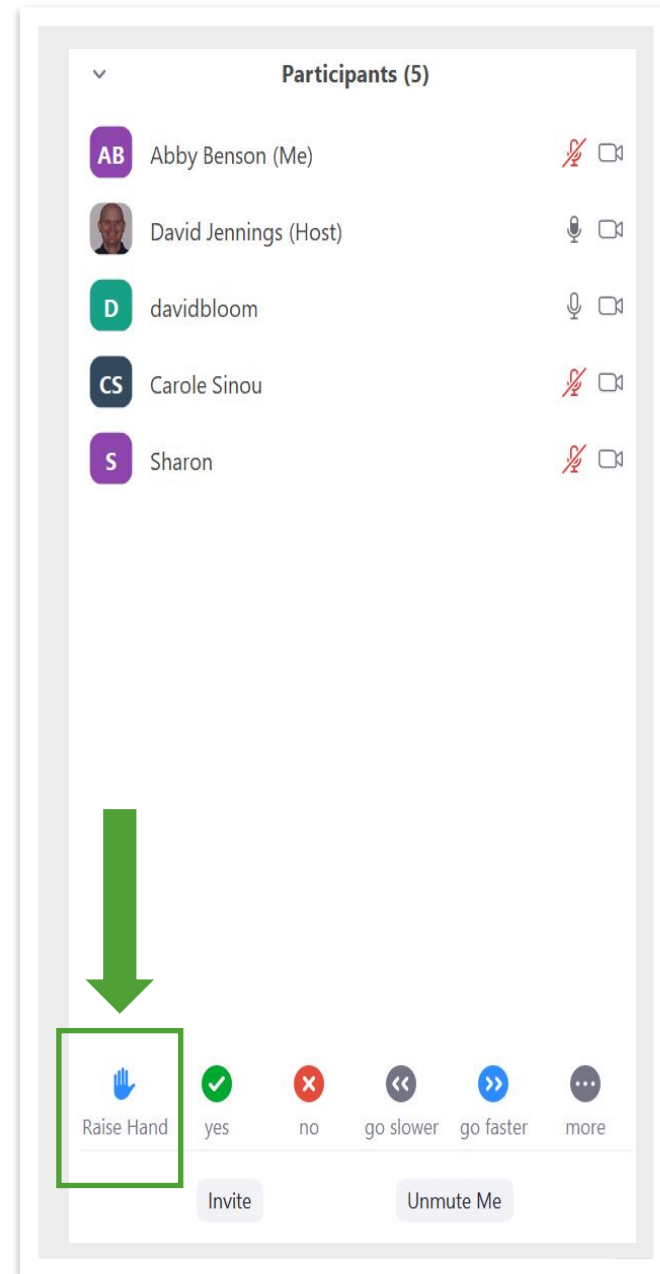 Participants (5)
AB Abby Benson (Me)
David Jennings (Host)
D davidbloom
CS Carole Sinou
S Sharon
Raise Hand yes no go slower go faster more
Invite Unmute Me